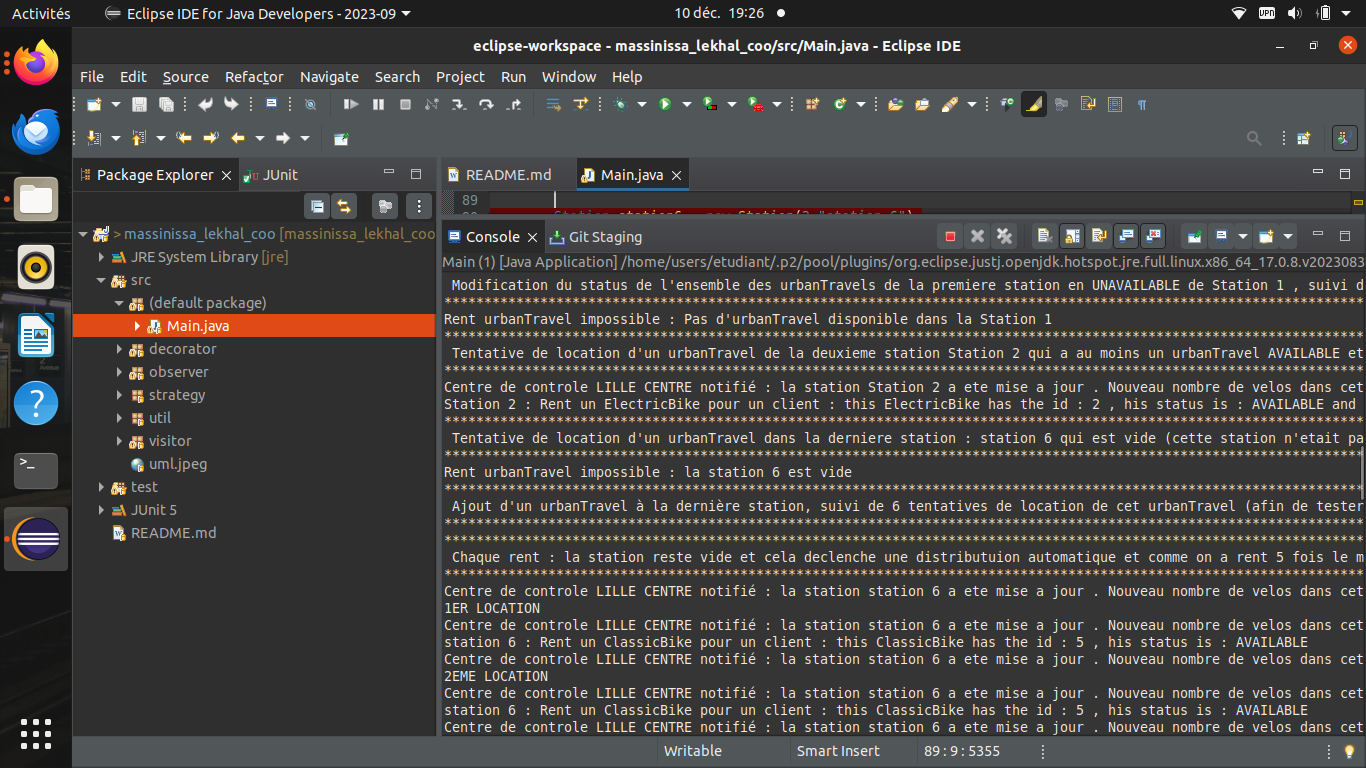 Activités
Eclipse IDE for Java Developers - 2023-09
10 déc. 19:26
VPN
eclipse-workspace - massinissa_lekhal_coo/src/Main.java - Eclipse IDE
File Edit Source Refactor Navigate Search Project Run Window Help
Package Explorer
JUnit
> massinissa_lekhal_coo [massinissa_lekhal_coo
JRE System Library [jre]
src
(default package)
Main.java
decorator
observer
strategy
util
visitor
uml.jpeg
test
JUnit 5
README.md
README.md
Main.java
89
Console
Git Staging
Main (1) [Java Application] /home/users/etudiant/.p2/pool/plugins/org.eclipse.justj.openjdk.hotspot.jre.full.linux.x86_64_17.0.8.v2023083
Modification du status de l'ensemble des urbanTravels de la premiere station en UNAVAILABLE de Station 1 , suivi d
Rent urbanTravel impossible : Pas d'urbanTravel disponible dans la Station 1
Tentative de location d'un urbanTravel de la deuxieme station Station 2 qui a au moins un urbanTravel AVAILABLE et
Centre de controle LILLE CENTRE notifié : la station Station 2 a ete mise a jour . Nouveau nombre de velos dans cet
Station 2 : Rent un ElectricBike pour un client : this ElectricBike has the id : 2 , his status is : AVAILABLE and
Tentative de location d'un urbanTravel dans la derniere station : station 6 qui est vide (cette station n'etait pa
Rent urbanTravel impossible : la station 6 est vide
Ajout d'un urbanTravel à la dernière station, suivi de 6 tentatives de location de cet urbanTravel (afin de tester
Chaque rent : la station reste vide et cela declenche une distributuion automatique et comme on a rent 5 fois le m
Centre de controle LILLE CENTRE notifié : la station station 6 a ete mise a jour . Nouveau nombre de velos dans cet
1ER LOCATION
Centre de controle LILLE CENTRE notifié : la station station 6 a ete mise a jour . Nouveau nombre de velos dans cet
station 6 : Rent un ClassicBike pour un client : this ClassicBike has the id : 5 , his status is : AVAILABLE
Centre de controle LILLE CENTRE notifié : la station station 6 a ete mise a jour . Nouveau nombre de velos dans cet
2EME LOCATION
Centre de controle LILLE CENTRE notifié : la station station 6 a ete mise a jour . Nouveau nombre de velos dans cet
station 6 : Rent un ClassicBike pour un client : this ClassicBike has the id : 5 , his status is : AVAILABLE
Centre de controle LILLE CENTRE notifié : la station station 6 a ete mise a jour . Nouveau nombre de velos dans cet
Writable
Smart Insert
89 : 9 : 5355